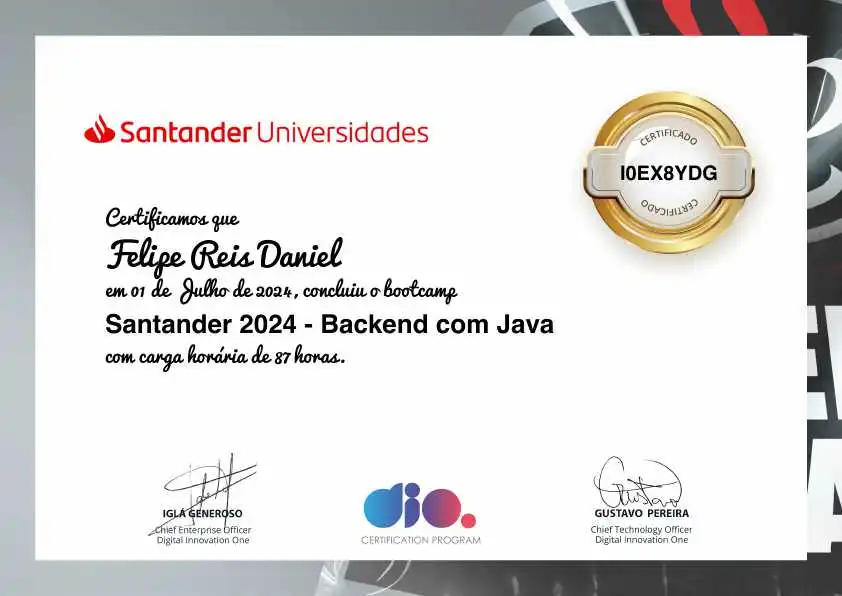 Santander Universidades
CERTIFICADO
I0EX8YDG
CERTIFICADO
Certificamos que
Felipe Reis Daniel
em 01 de Julho de 2024, concluiu o bootcamp
Santander 2024 - Backend com Java
com carga horária de 87 horas.
IGLÁ GENEROSO
Chief Enterprise Officer
Digital Innovation One
dio.
CERTIFICATION PROGRAM
Gustavo
GUSTAVO PEREIRA
Chief Technology Officer
Digital Innovation One